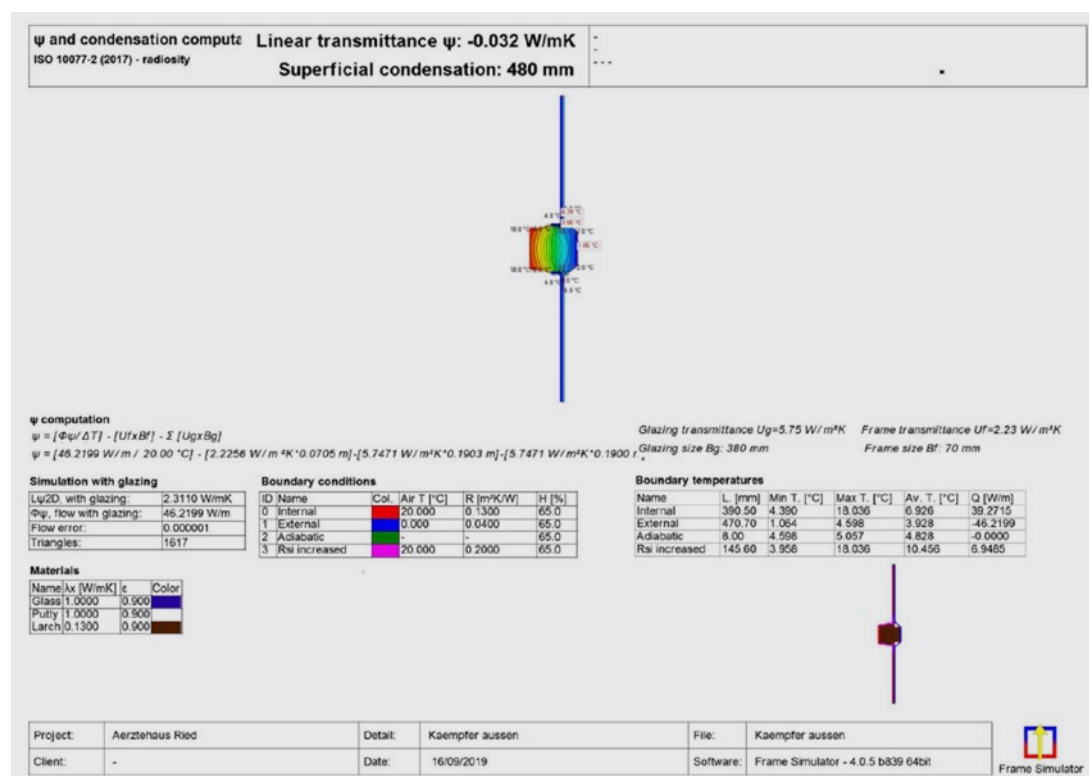 ψ and condensation computa
ISO 10077-2 (2017) - radiosity
Linear transmittance ψ: -0.032 W/mK
Superficial condensation: 480 mm
-
-
- - -
ψ computation
ψ = [Φψ/ΔT] - [UfxBf] - Σ [UgxBg]
ψ = [46.2199 W/m / 20.00 °C] - [2.2256 W/m²K*0.0705 m]-[5.7471 W/m²K*0.1903 m]-[5.7471 W/m²K*0.1900
Glazing transmittance Ug=5.75 W/m²K Frame transmittance Uf=2.23 W/m²K
Glazing size Bg: 380 mm Frame size Bf: 70 mm
Simulation with glazing
Lψ2D, with glazing: 2.3110 W/mK
Φψ, flow with glazing: 46.2199 W/m
Flow error: 0.000001
Triangles: 1617
Boundary conditions
ID Name Col. Air T [°C] R [m²K/W] H [%]
0 Internal 20.000 0.1300 65.0
1 External 0.000 0.0400 65.0
2 Adiabatic - - 65.0
3 Rsi increased 20.000 0.2000 65.0
Boundary temperatures
Name L. [mm] Min T. [°C] Max T. [°C] Av. T. [°C] Q [W/m]
Internal 390.50 4.390 18.036 6.926 39.2715
External 470.70 1.064 4.598 3.928 -46.2199
Adiabatic 8.00 4.598 5.057 4.828 -0.0000
Rsi increased 145.60 3.958 18.036 10.456 6.9485
Materials
Name λx [W/mK] ε Color
Glass 1.0000 0.900
Putty 1.0000 0.900
Larch 0.1300 0.900
Project: Aerztehaus Ried Detail: Kaempfer aussen File: Kaempfer aussen
Client: - Date: 16/09/2019 Software: Frame Simulator - 4.0.5 b839 64bit
Frame Simulator